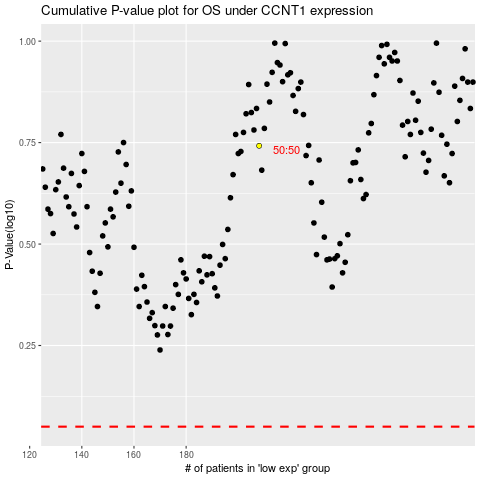 Cumulative P-value plot for OS under CCNT1 expression
1.00
0.75
0.50
0.25
P-Value(log10)
50:50
120 140 160 180
# of patients in 'low exp' group